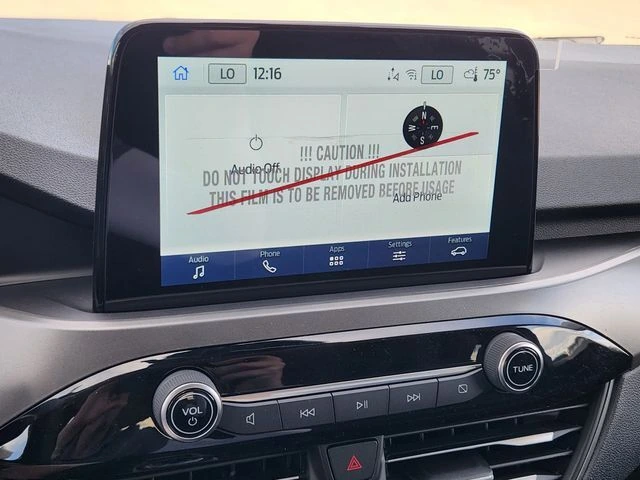 LO 12:16 LO 75°
N
W E
S
!!! CAUTION !!!
Audio Off
DO NOT TOUCH DISPLAY DURING INSTALLATION
THIS FILM IS TO BE REMOVED BEFORE USAGE
Add Phone
Audio Phone Apps Settings Features
VOL TUNE